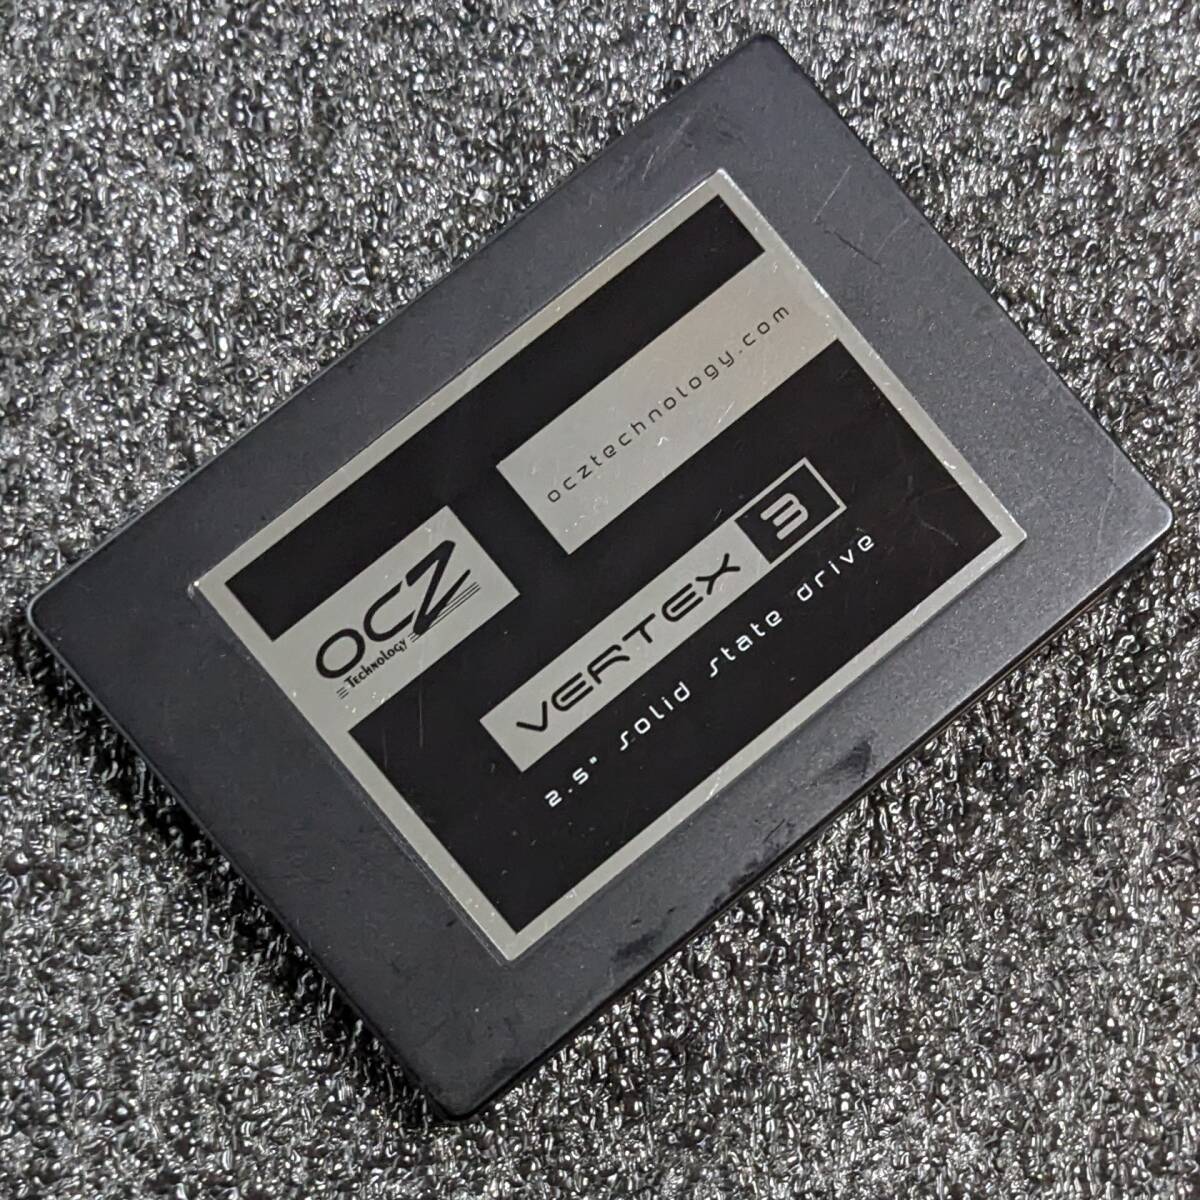 ocztechnology.com
OCZ
Technology
VERTEX 3
2.5" solid state drive